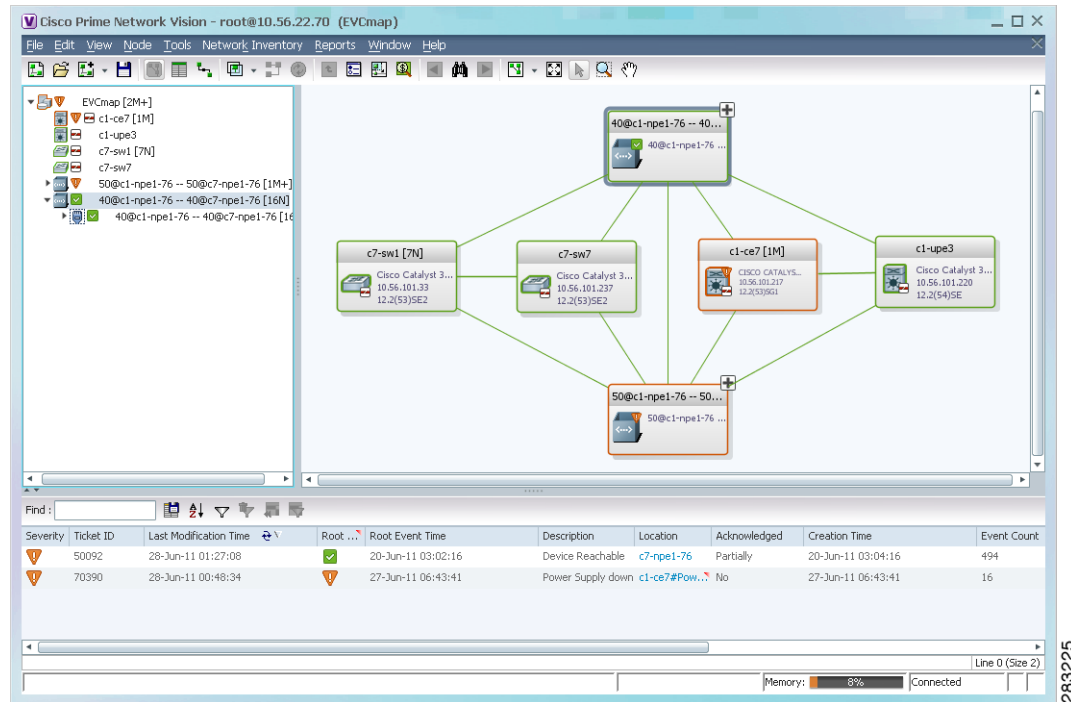 Cisco Prime Network Vision - root@10.56.22.70 (EVCmap)
File Edit View Node Tools Network Inventory Reports Window Help
EVCmap [2M+]
c1-ce7 [1M]
c1-upe3
c7-sw1 [7N]
c7-sw7
50@c1-npe1-76 -- 50@c7-npe1-76 [1M+]
40@c1-npe1-76 -- 40@c7-npe1-76 [16N]
40@c1-npe1-76 -- 40@c7-npe1-76 [16
40@c1-npe1-76 -- 40...
40@c1-npe1-76 ...
c7-sw1 [7N]
Cisco Catalyst 3...
10.56.101.33
12.2(53)SE2
c7-sw7
Cisco Catalyst 3...
10.56.101.237
12.2(53)SE2
c1-ce7 [1M]
CISCO CATALYS...
10.56.101.217
12.2(53)SG1
c1-upe3
Cisco Catalyst 3...
10.56.101.220
12.2(54)SE
50@c1-npe1-76 -- 50...
50@c1-npe1-76 ...
Find :
Severity Ticket ID Last Modification Time Root ... Root Event Time Description Location Acknowledged Creation Time Event Count
50092 28-Jun-11 01:27:08 20-Jun-11 03:02:16 Device Reachable c7-npe1-76 Partially 20-Jun-11 03:04:16 494
70390 28-Jun-11 00:48:34 27-Jun-11 06:43:41 Power Supply down c1-ce7#Pow... No 27-Jun-11 06:43:41 16
Line 0 (Size 2)
Memory: 8% Connected
283225